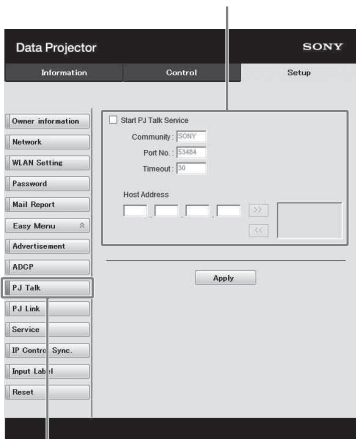 Data Projector
SONY
Information
Control
Setup
Owner information
Network
WLAN Setting
Password
Mail Report
Easy Menu
Advertisement
ADCP
PJ Talk
PJ Link
Service
IP Control Sync.
Input Label
Reset
Start PJ Talk Service
Community: SONY
Port No.: 53484
Timeout: 30
Host Address
. . .
>>
<<
Apply